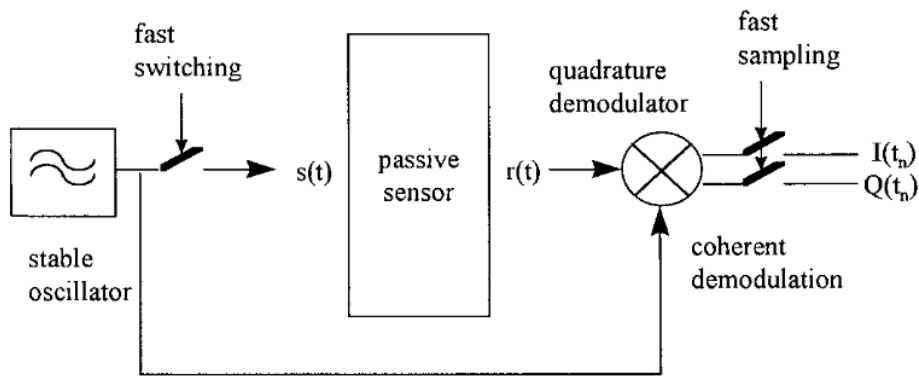 fast
switching
stable
oscillator
s(t)
passive
sensor
r(t)
quadrature
demodulator
fast
sampling
I(tn)
Q(tn)
coherent
demodulation